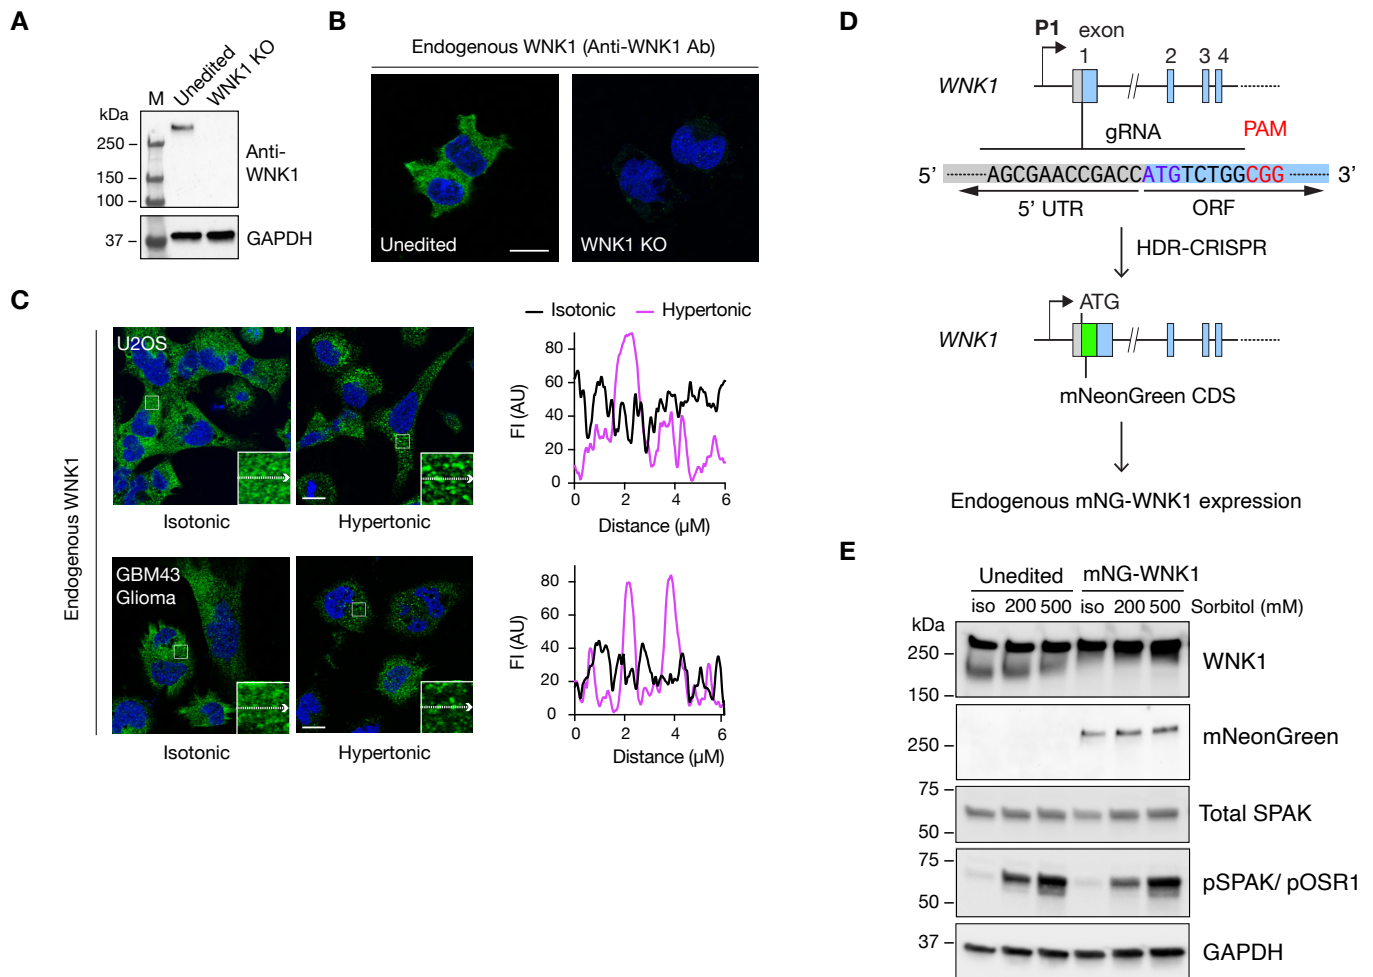 A
M Unedited WNK1 KO
kDa
250
150
100
37
Anti-
WNK1
GAPDH
B
Endogenous WNK1 (Anti-WNK1 Ab)
Unedited
WNK1 KO
C
Endogenous WNK1
U2OS
Isotonic
Hypertonic
Isotonic Hypertonic
FI (AU)
80
60
40
20
0
0 2 4 6
Distance (µM)
GBM43
Glioma
Isotonic
Hypertonic
FI (AU)
80
60
40
20
0
0 2 4 6
Distance (µM)
D
P1 exon
1 2 3 4
WNK1
gRNA PAM
5’ AGCGAACCGACCATGTCTGGCGG 3’
5’ UTR ORF
HDR-CRISPR
ATG
WNK1
mNeonGreen CDS
Endogenous mNG-WNK1 expression
E
Unedited mNG-WNK1
iso 200 500 iso 200 500 Sorbitol (mM)
kDa
250
150
WNK1
250
mNeonGreen
75
50
Total SPAK
75
50
pSPAK/ pOSR1
37
GAPDH